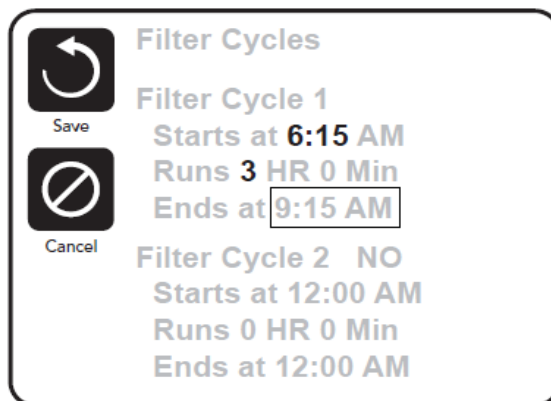 Filter Cycles
Save
Filter Cycle 1
Starts at 6:15 AM
Runs 3 HR 0 Min
Ends at 9:15 AM
Cancel
Filter Cycle 2 NO
Starts at 12:00 AM
Runs 0 HR 0 Min
Ends at 12:00 AM